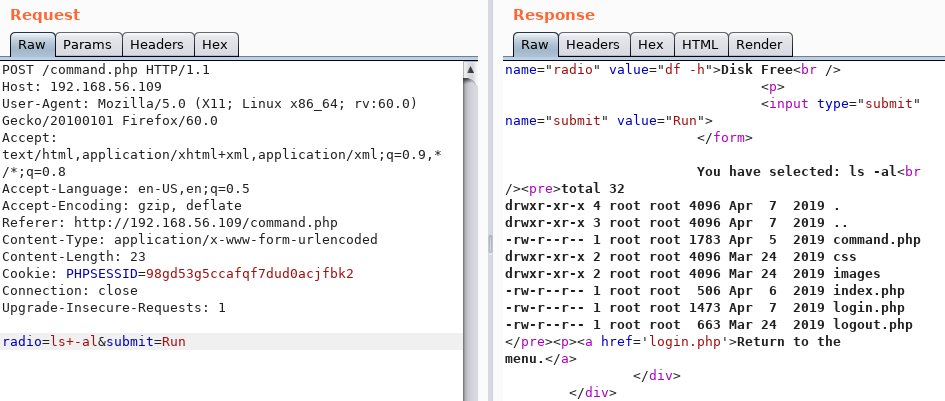 Request
Raw Params Headers Hex
POST /command.php HTTP/1.1
Host: 192.168.56.109
User-Agent: Mozilla/5.0 (X11; Linux x86_64; rv:60.0)
Gecko/20100101 Firefox/60.0
Accept:
text/html,application/xhtml+xml,application/xml;q=0.9,*
/*;q=0.8
Accept-Language: en-US,en;q=0.5
Accept-Encoding: gzip, deflate
Referer: http://192.168.56.109/command.php
Content-Type: application/x-www-form-urlencoded
Content-Length: 23
Cookie: PHPSESSID=98gd53g5ccafqf7dud0acjfbk2
Connection: close
Upgrade-Insecure-Requests: 1
radio=ls+-al&submit=Run
Response
Raw Headers Hex HTML Render
name="radio" value="df -h">Disk Free<br />
<p>
<input type="submit"
name="submit" value="Run">
</form>
You have selected: ls -al<br
/><pre>total 32
drwxr-xr-x 4 root root 4096 Apr  7  2019 .
drwxr-xr-x 3 root root 4096 Apr  7  2019 ..
-rw-r--r-- 1 root root 1783 Apr  5  2019 command.php
drwxr-xr-x 2 root root 4096 Mar 24  2019 css
drwxr-xr-x 2 root root 4096 Mar 24  2019 images
-rw-r--r-- 1 root root  506 Apr  6  2019 index.php
-rw-r--r-- 1 root root 1473 Apr  7  2019 login.php
-rw-r--r-- 1 root root  663 Mar 24  2019 logout.php
</pre><p><a href='login.php'>Return to the
menu.</a>
</div>
</div>